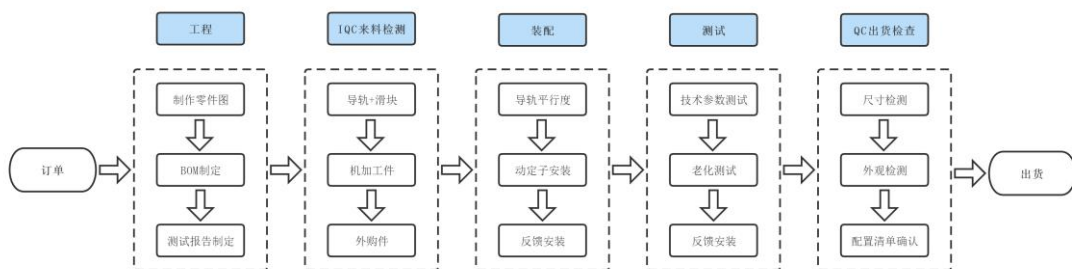 工程
IQC来料检测
装配
测试
QC出货检查
制作零件图
导轨+滑块
导轨平行度
技术参数测试
尺寸检测
订单
BOM制定
机加工件
动定子安装
老化测试
外观检测
出货
测试报告制定
外购件
反馈安装
反馈安装
配置清单确认